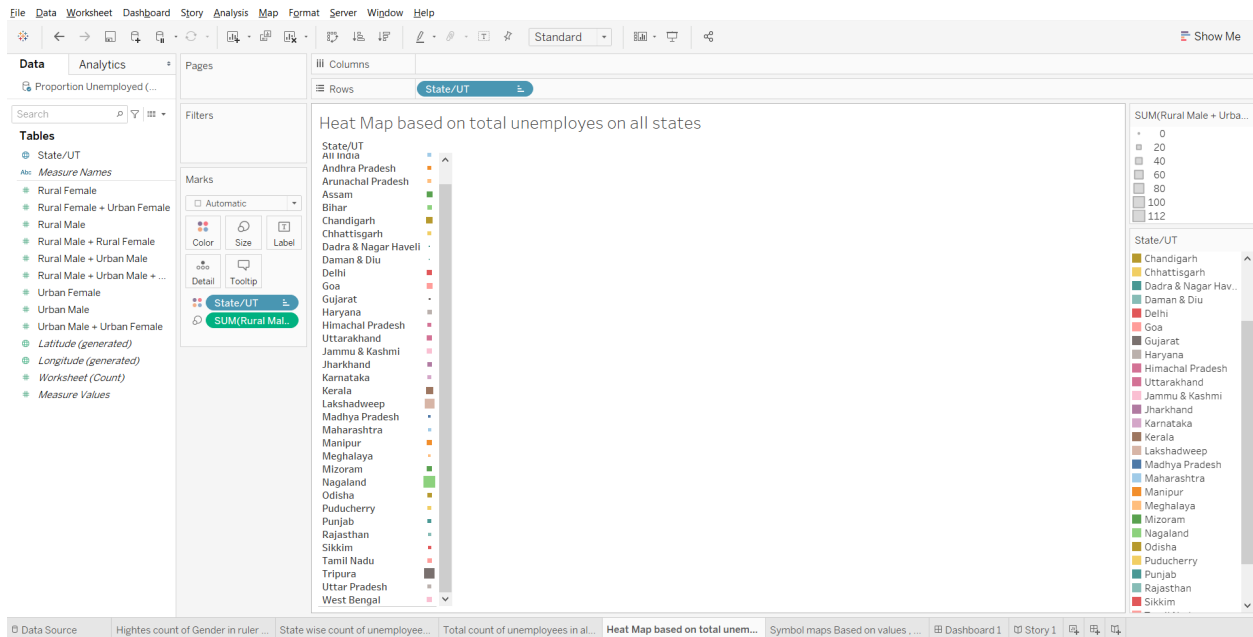 File Data Worksheet Dashboard Story Analysis Map Format Server Window Help
Standard
Show Me
Data Analytics
Proportion Unemployed (...
Search
Tables
State/UT
Abc Measure Names
Rural Female
Rural Female + Urban Female
Rural Male
Rural Male + Rural Female
Rural Male + Urban Male
Rural Male + Urban Male + ...
Urban Female
Urban Male
Urban Male + Urban Female
Latitude (generated)
Longitude (generated)
Worksheet (Count)
Measure Values
Pages
Filters
Marks
Automatic
Color Size Label
Detail Tooltip
State/UT
SUM(Rural Mal..
Columns
Rows State/UT
Heat Map based on total unemployes on all states
State/UT
All India
Andhra Pradesh
Arunachal Pradesh
Assam
Bihar
Chandigarh
Chhattisgarh
Dadra & Nagar Haveli
Daman & Diu
Delhi
Goa
Gujarat
Haryana
Himachal Pradesh
Uttarakhand
Jammu & Kashmi
Jharkhand
Karnataka
Kerala
Lakshadweep
Madhya Pradesh
Maharashtra
Manipur
Meghalaya
Mizoram
Nagaland
Odisha
Puducherry
Punjab
Rajasthan
Sikkim
Tamil Nadu
Tripura
Uttar Pradesh
West Bengal
SUM(Rural Male + Urba...
0
20
40
60
80
100
112
State/UT
Chandigarh
Chhattisgarh
Dadra & Nagar Hav..
Daman & Diu
Delhi
Goa
Gujarat
Haryana
Himachal Pradesh
Uttarakhand
Jammu & Kashmi
Jharkhand
Karnataka
Kerala
Lakshadweep
Madhya Pradesh
Maharashtra
Manipur
Meghalaya
Mizoram
Nagaland
Odisha
Puducherry
Punjab
Rajasthan
Sikkim
Data Source Hightes count of Gender in ruler ... State wise count of unemployee... Total count of unemployees in al... Heat Map based on total unem... Symbol maps Based on values , ... Dashboard 1 Story 1